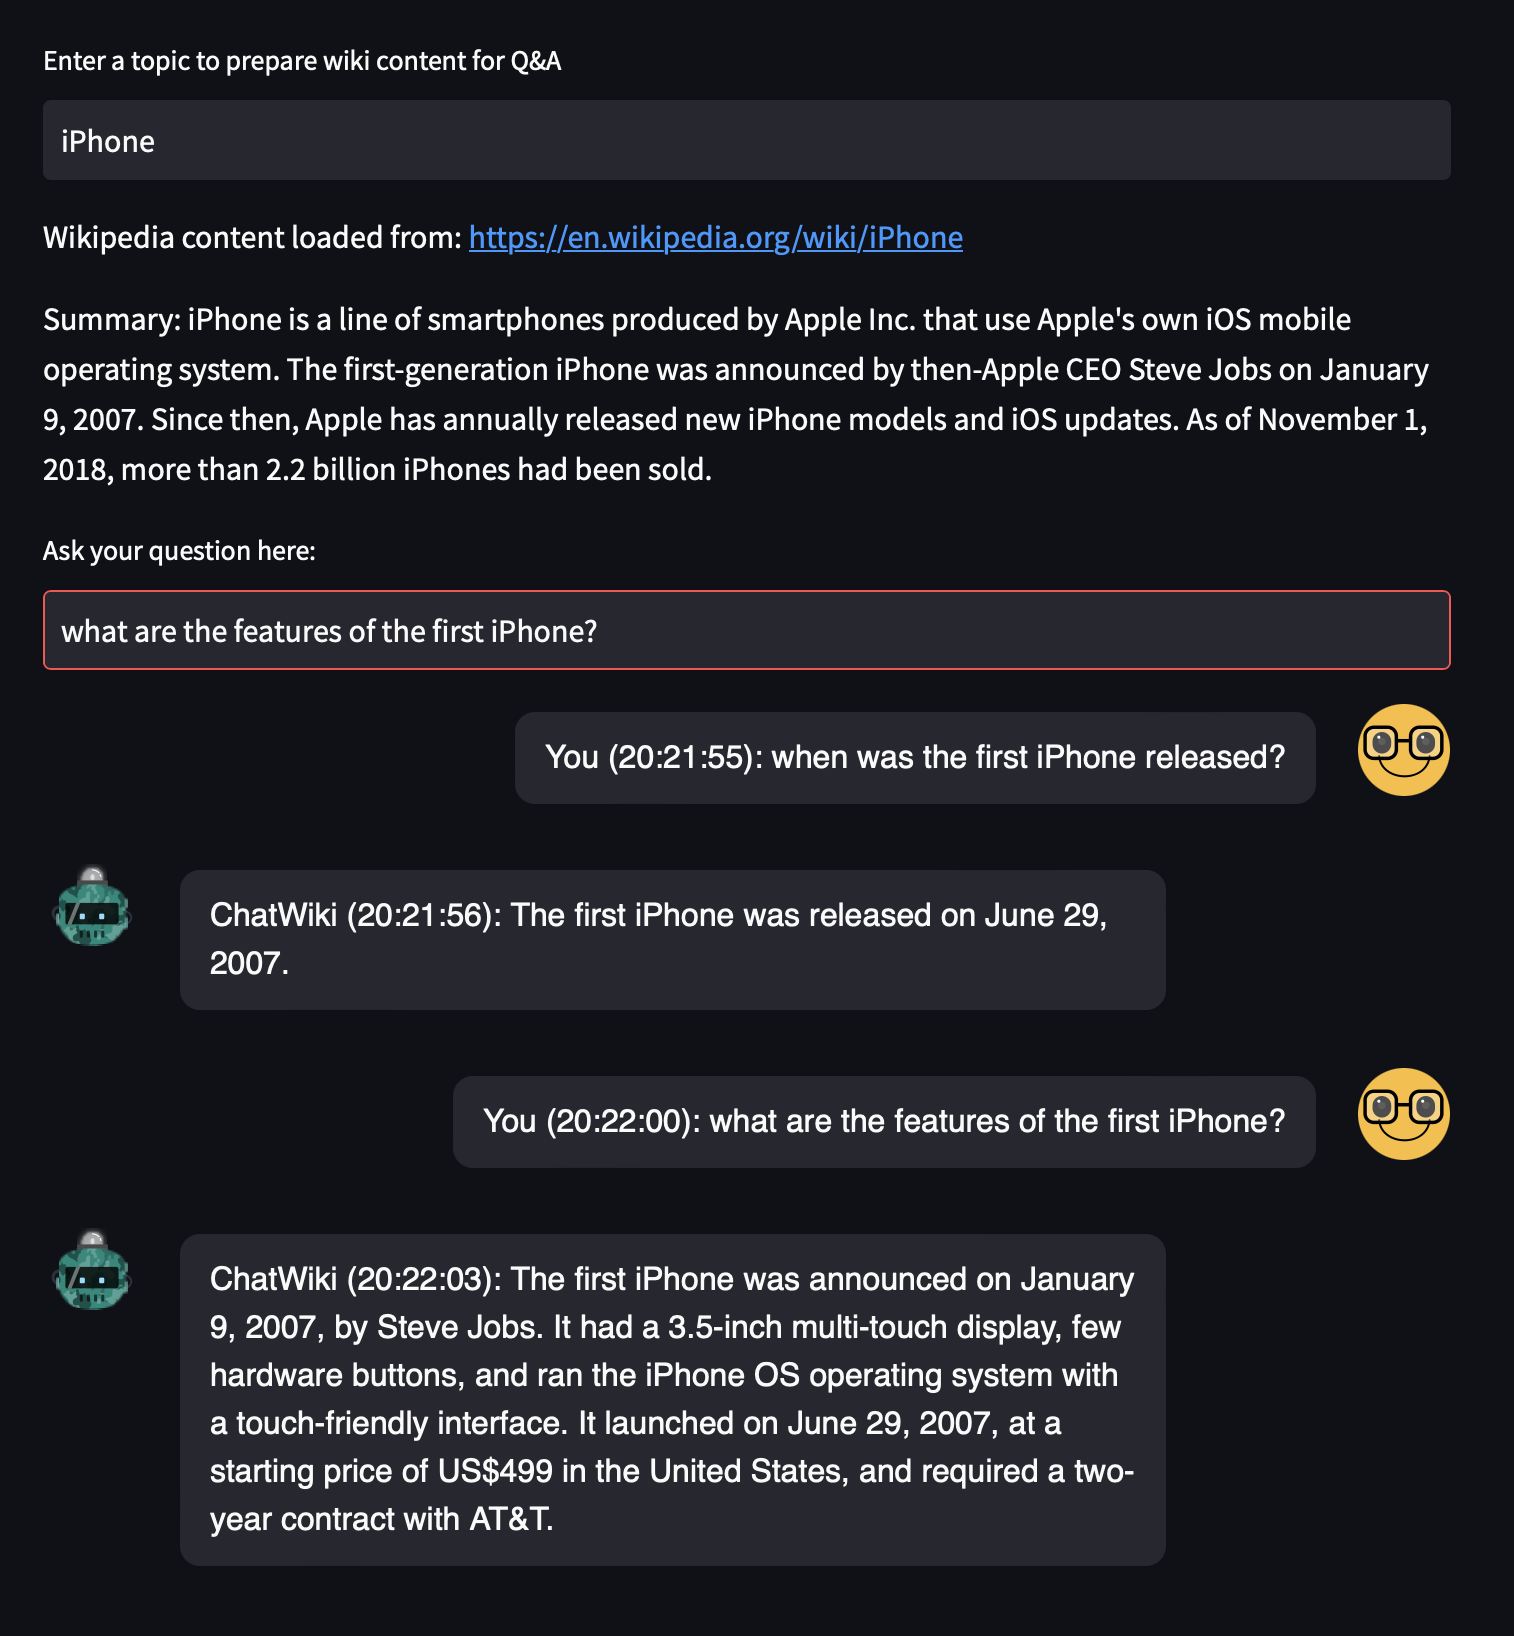 Enter a topic to prepare wiki content for Q&A
iPhone
Wikipedia content loaded from: https://en.wikipedia.org/wiki/iPhone
Summary: iPhone is a line of smartphones produced by Apple Inc. that use Apple's own iOS mobile
operating system. The first-generation iPhone was announced by then-Apple CEO Steve Jobs on January
9, 2007. Since then, Apple has annually released new iPhone models and iOS updates. As of November 1,
2018, more than 2.2 billion iPhones had been sold.
Ask your question here:
what are the features of the first iPhone?
You (20:21:55): when was the first iPhone released?
ChatWiki (20:21:56): The first iPhone was released on June 29,
2007.
You (20:22:00): what are the features of the first iPhone?
ChatWiki (20:22:03): The first iPhone was announced on January
9, 2007, by Steve Jobs. It had a 3.5-inch multi-touch display, few
hardware buttons, and ran the iPhone OS operating system with
a touch-friendly interface. It launched on June 29, 2007, at a
starting price of US$499 in the United States, and required a two-
year contract with AT&T.